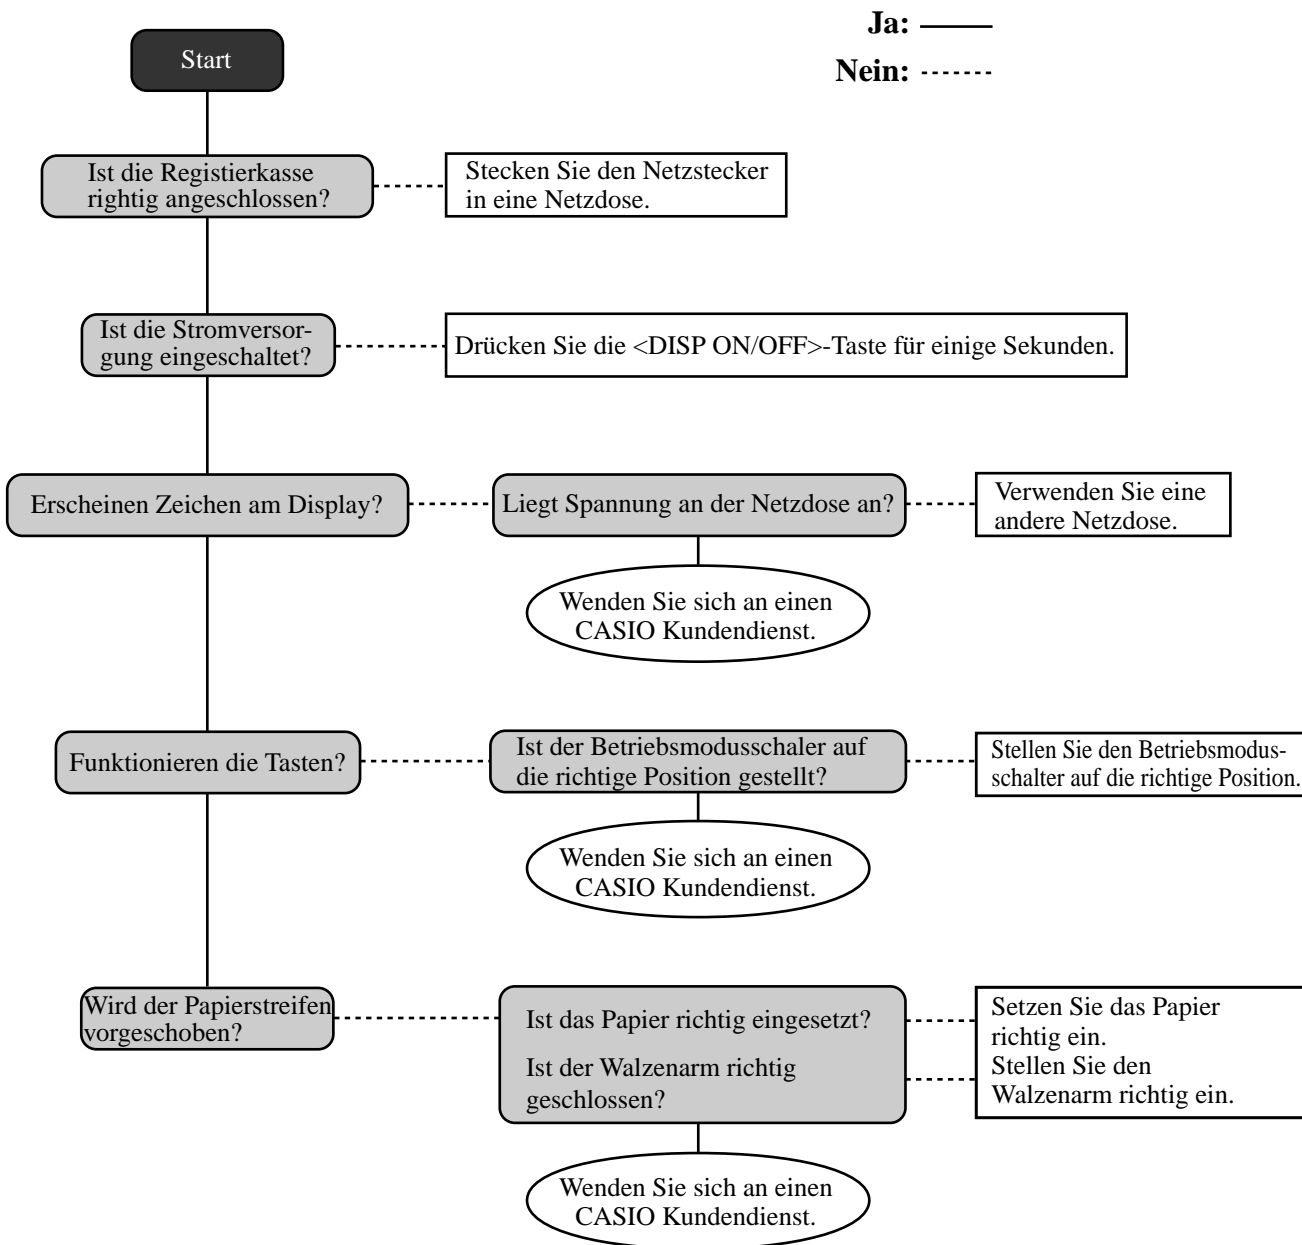 Ja:
Nein:
Start
Ist die Registierkasse
rightig angeschlossen?
Stecken Sie den Netzstecker
in eine Netzdose.
Ist die Stromversor-
gung eingeschaltet?
Drücken Sie die <DISP ON/OFF>-Taste für einige Sekunden.
Erscheinen Zeichen am Display?
Liegt Spannung an der Netzdose an?
Verwenden Sie eine
andere Netzdose.
Wenden Sie sich an einen
CASIO Kundendienst.
Funktionieren die Tasten?
Ist der Betriebsmodusschaler auf
die richtige Position gestellt?
Stellen Sie den Betriebsmodus-
schalter auf die richtige Position.
Wenden Sie sich an einen
CASIO Kundendienst.
Wird der Papierstreifen
vorgeschoben?
Ist das Papier richtig eingesetzt?
Ist der Walzenarm richtig
geschlossen?
Setzen Sie das Papier
richtig ein.
Stellen Sie den
Walzenarm richtig ein.
Wenden Sie sich an einen
CASIO Kundendienst.